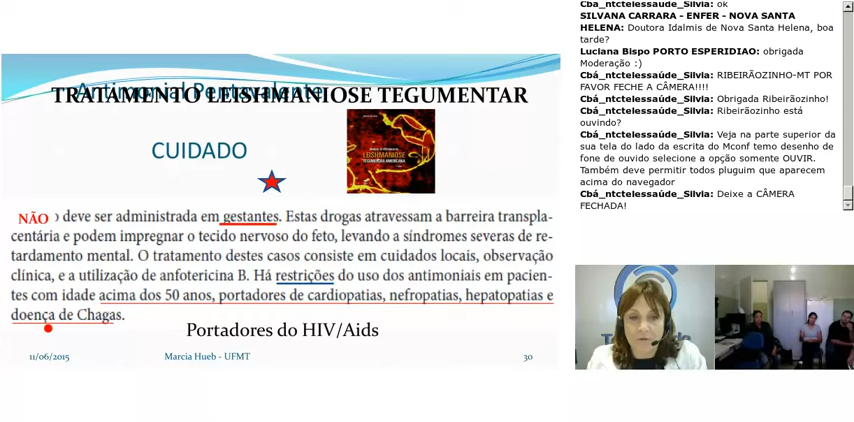 Antimonial Pentavalente
TRATAMENTO LEISHMANIOSE TEGUMENTAR
CUIDADO
LEISHMANIOSE
NÃO deve ser administrada em gestantes. Estas drogas atravessam a barreira transpla-
centária e podem impregnar o tecido nervoso do feto, levando a síndromes severas de re-
tardamento mental. O tratamento destes casos consiste em cuidados locais, observação
clínica, e a utilização de anfotericina B. Há restrições do uso dos antimoniais em pacien-
tes com idade acima dos 50 anos, portadores de cardiopatias, nefropatias, hepatopatias e
doença de Chagas.
Portadores do HIV/Aids
11/06/2015
Marcia Hueb - UFMT
30
Cba_ntctelessaúde_Silvia: ok
SILVANA CARRARA - ENFER - NOVA SANTA
HELENA: Doutora Idalmis de Nova Santa Helena, boa
tarde?
Luciana Bispo PORTO ESPERIDIAO: obrigada
Moderação :)
Cbá_ntctelessaúde_Silvia: RIBEIRÃOZINHO-MT POR
FAVOR FECHE A CÂMERA!!!!
Cbá_ntctelessaúde_Silvia: Obrigada Ribeirãozinho!
Cbá_ntctelessaúde_Silvia: Ribeirãozinho está
ouvindo?
Cbá_ntctelessaúde_Silvia: Veja na parte superior da
sua tela do lado da escrita do Mconf temo desenho de
fone de ouvido selecione a opção somente OUVIR.
Também deve permitir todos pluguim que aparecem
acima do navegador
Cbá_ntctelessaúde_Silvia: Deixe a CÂMERA
FECHADA!